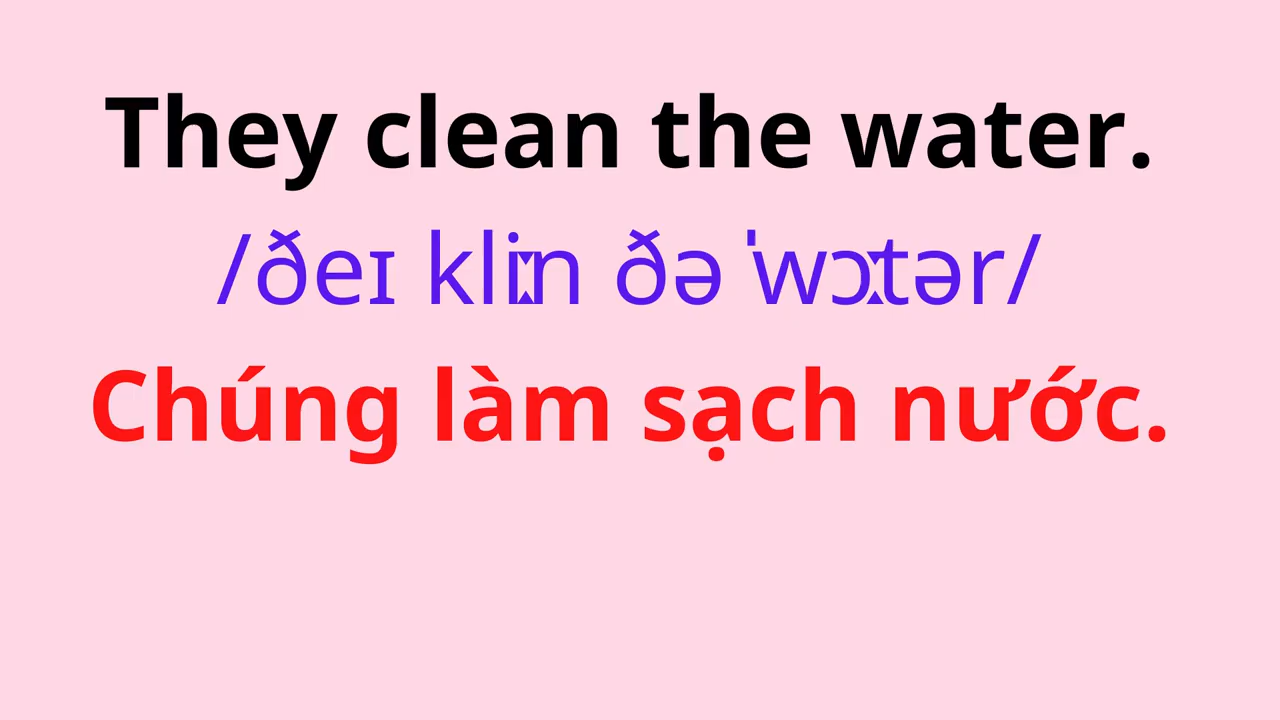 They clean the water.
/ðeɪ kliːn ðə ˈwɔːtər/
Chúng làm sạch nước.